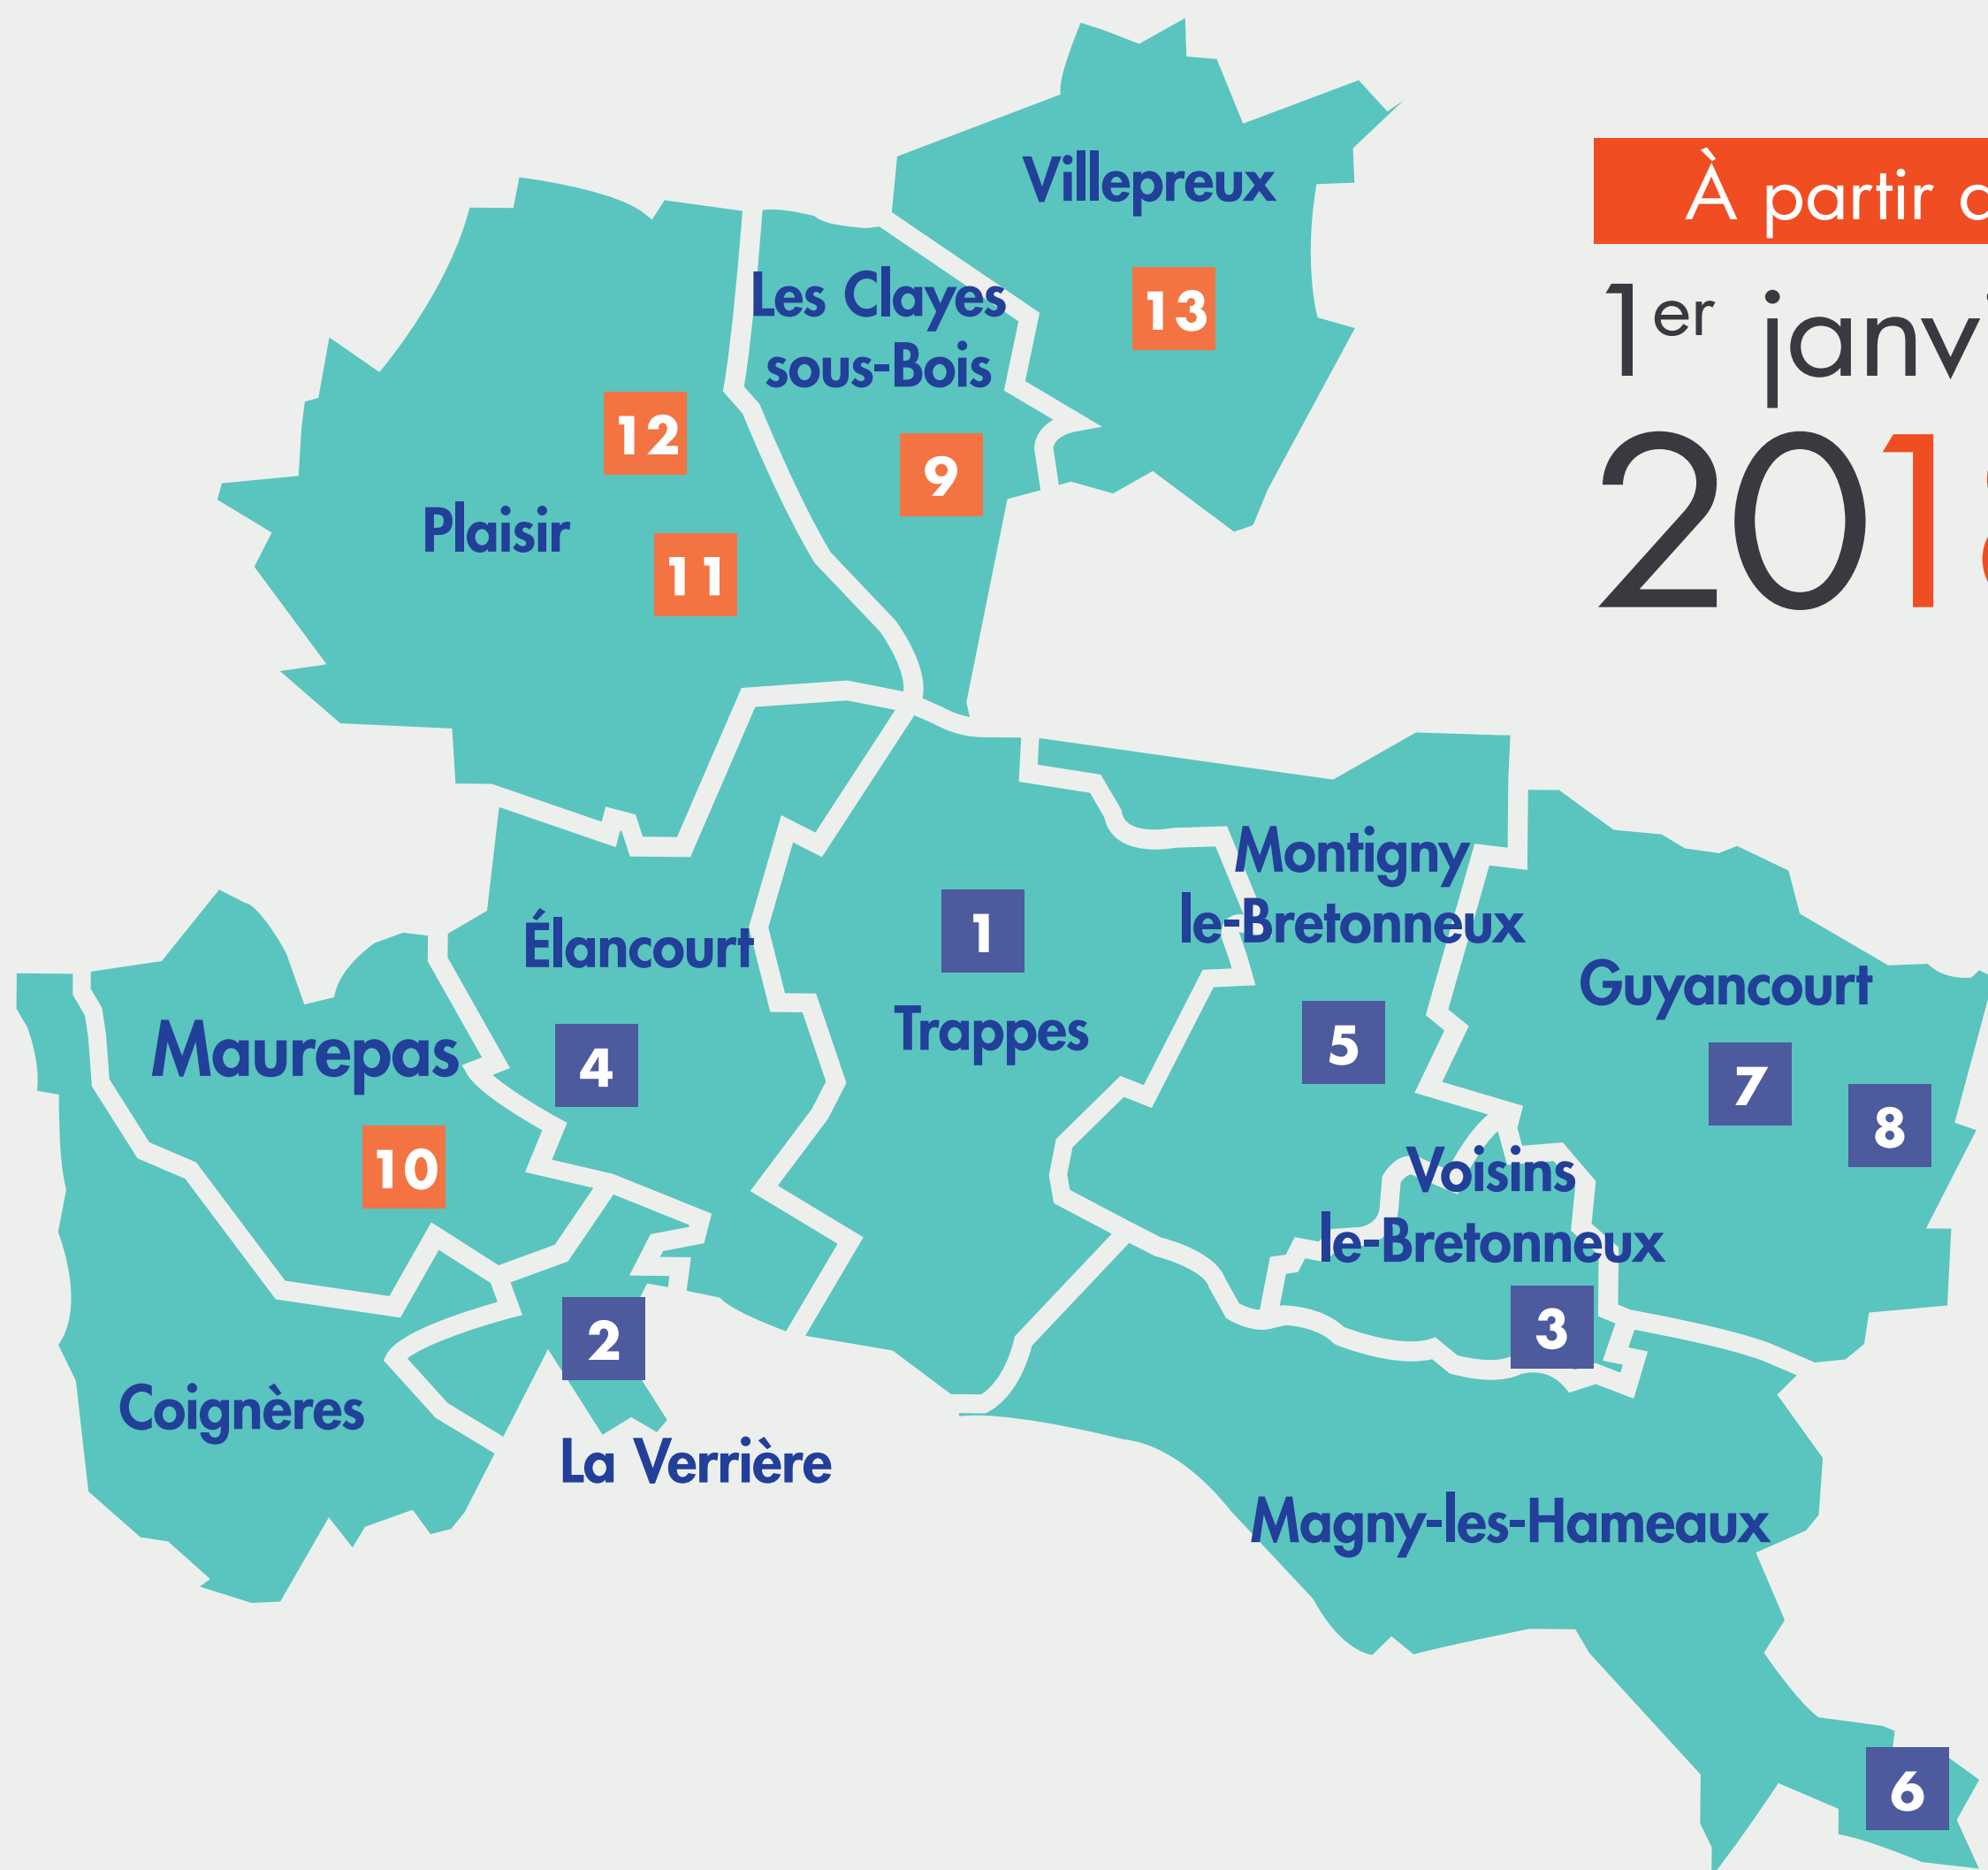 Villepreux
13
À partir
1er janvi
201
Les Clayes
sous-Bois
12
9
Plaisir
11
Montigny
le-Bretonneux
Élancourt
1
Trappes
Guyancourt
Maurepas
4
5
7
8
10
Voisins
le-Bretonneux
3
2
Coignères
La Verrière
Magny-les-Hameaux
6